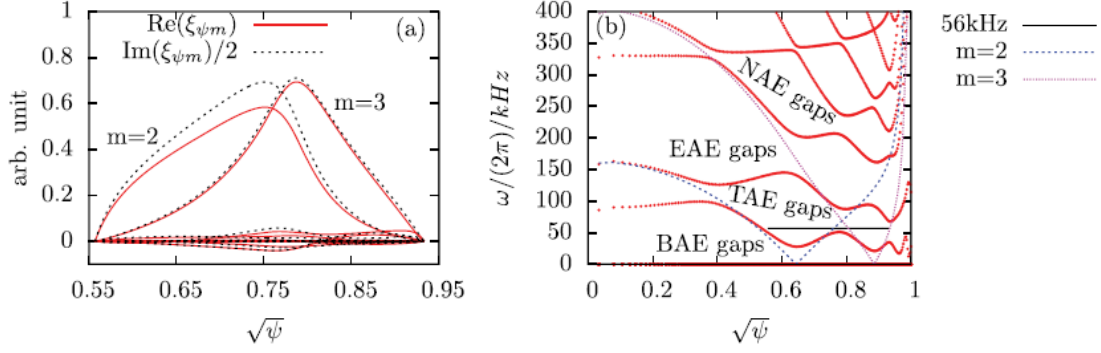 Re(ξψm)
Im(ξψm)/2
(a)
m=2
m=3
arb. unit
1
0.8
0.6
0.4
0.2
0
0.55 0.65 0.75 0.85 0.95
√ψ
(b)
NAE gaps
EAE gaps
TAE gaps
BAE gaps
ω/(2π)/kHz
400
350
300
250
200
150
100
50
0
0 0.2 0.4 0.6 0.8 1
√ψ
56kHz
m=2
m=3